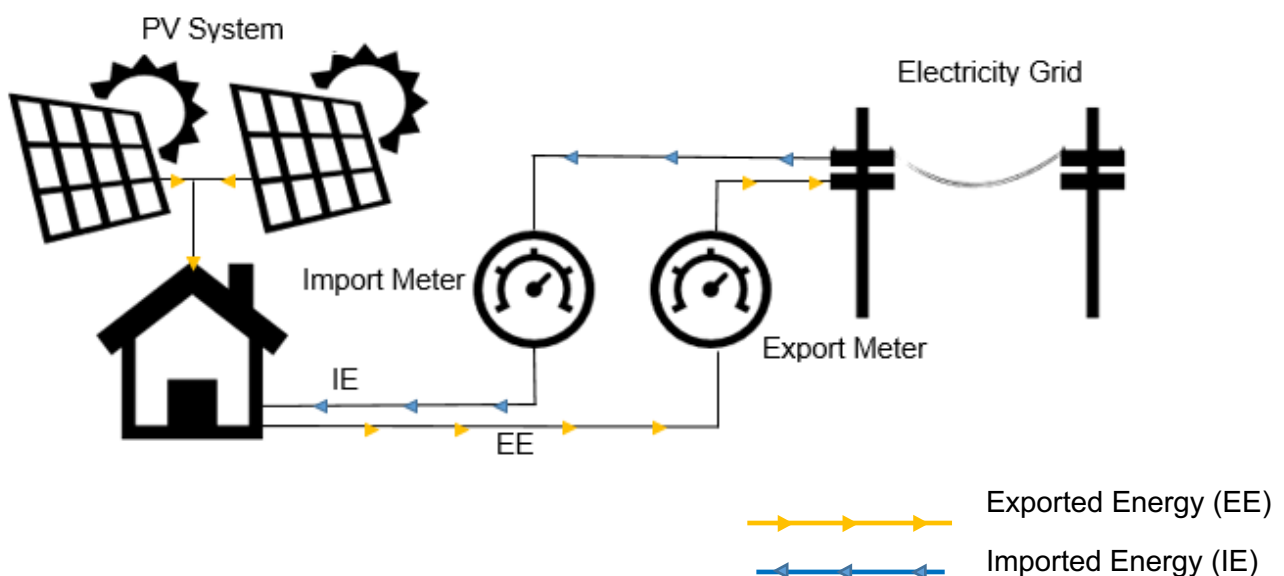 PV System
Electricity Grid
Import Meter
Export Meter
IE
EE
Exported Energy (EE)
Imported Energy (IE)